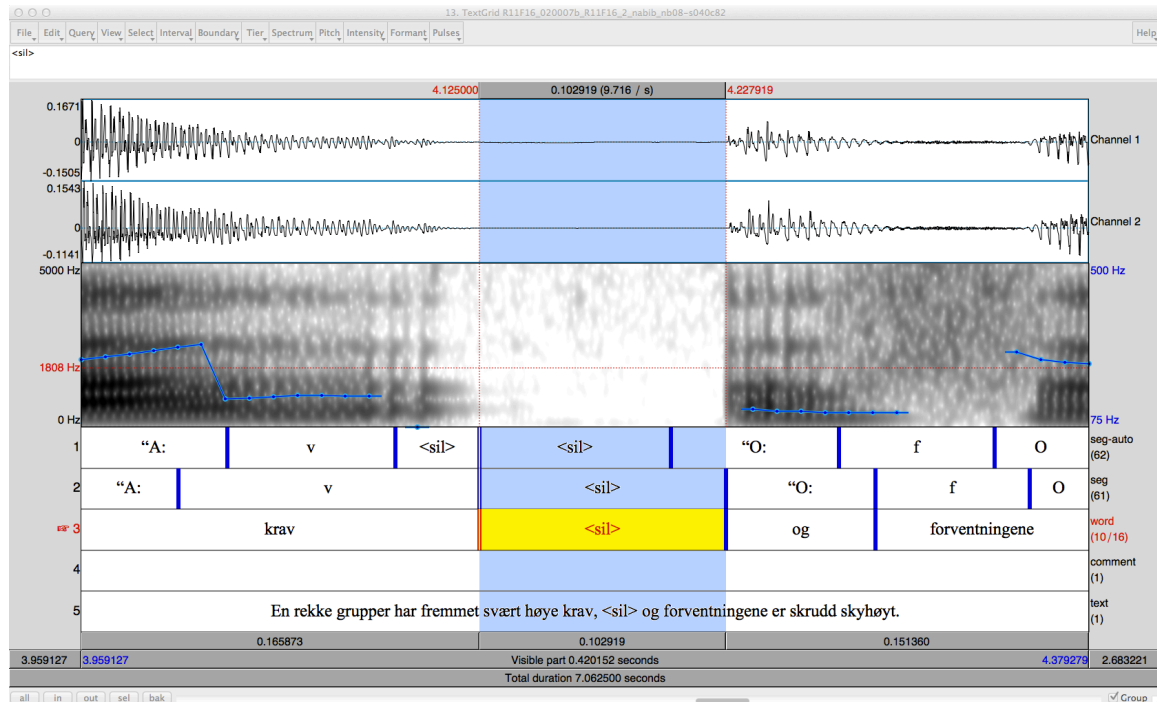 13. TextGrid R11F16_020007b_R11F16_2_nabib_nb08-s040c82
File Edit Query View Select Interval Boundary Tier Spectrum Pitch Intensity Formant Pulses Help
<sil>
4.125000 0.102919 (9.716 / s) 4.227919
0.1671
0 Channel 1
-0.1505
0.1543
0 Channel 2
-0.1141
5000 Hz 500 Hz
1808 Hz
0 Hz 75 Hz
1 “A: v <sil> <sil> “O: f O seg-auto (62)
2 “A: v <sil> “O: f O seg (61)
3 krav <sil> og forventningene word (10/16)
4 comment (1)
5 En rekke grupper har fremmet svært høye krav, <sil> og forventningene er skrudd skyhøyt. text (1)
0.165873 0.102919 0.151360
3.959127 3.959127 Visible part 0.420152 seconds 4.379279 2.683221
Total duration 7.062500 seconds
all in out sel bak Group